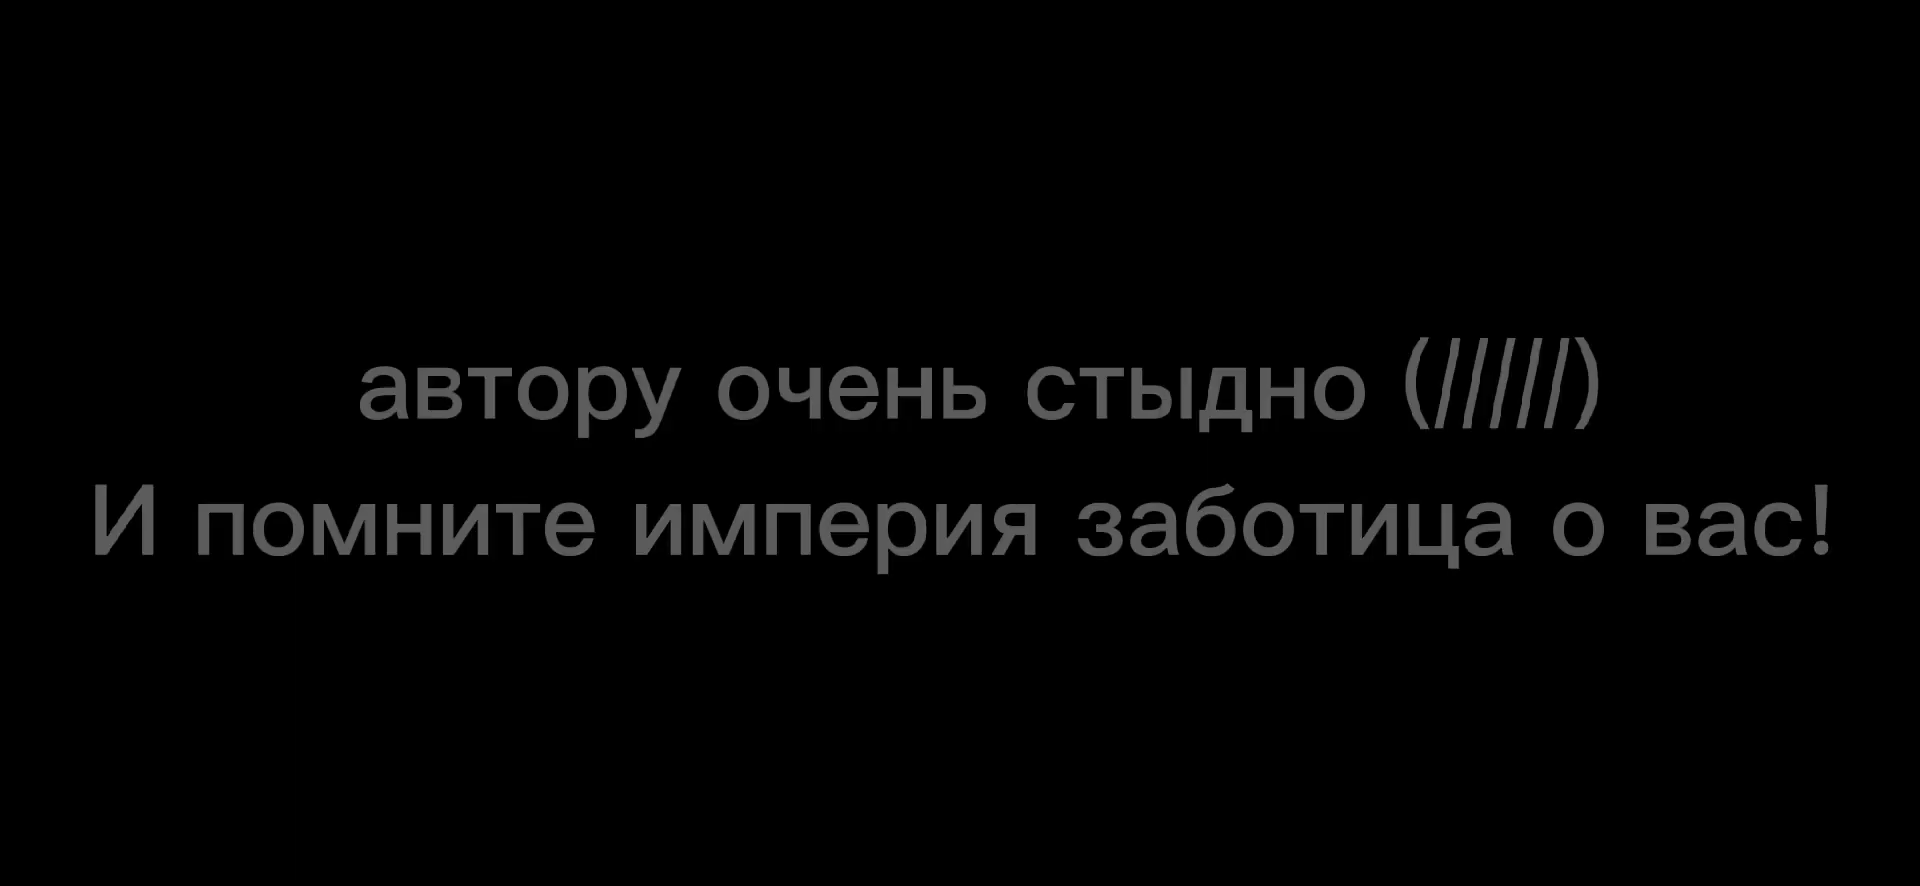 автору очень стыдно (/////)
И помните империя заботица о вас!